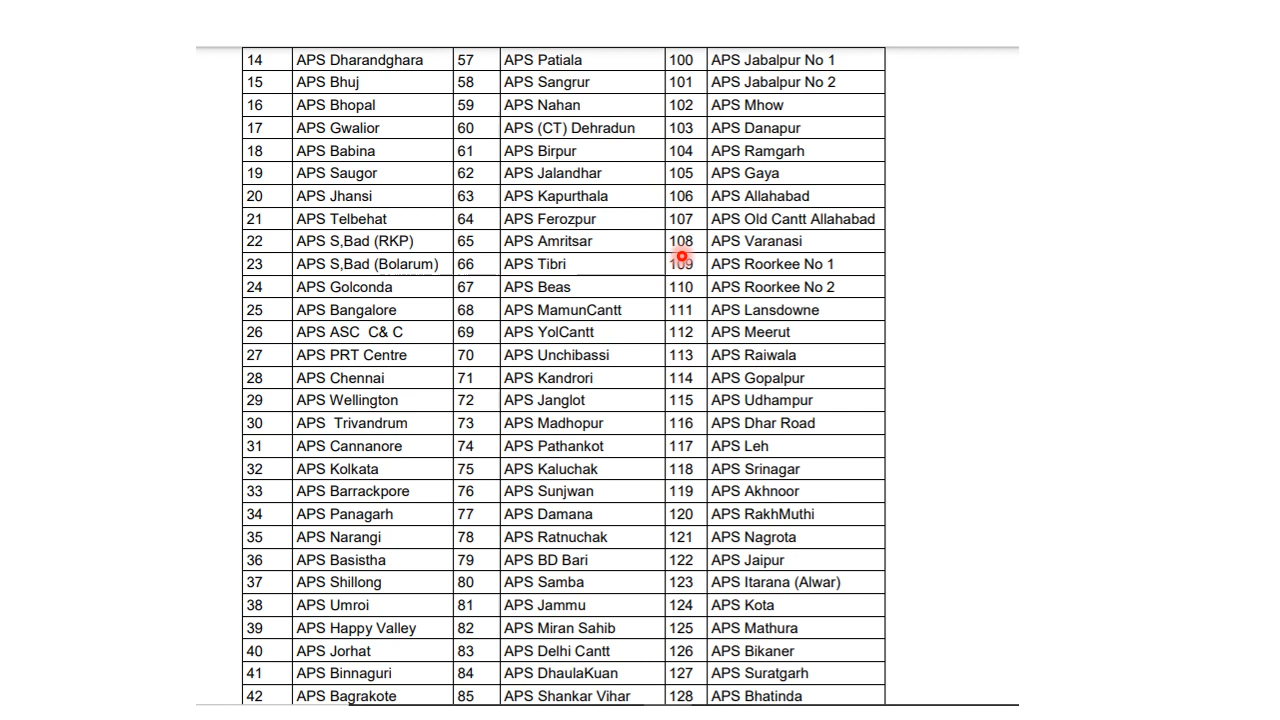 14 APS Dharandghara 57 APS Patiala 100 APS Jabalpur No 1
15 APS Bhuj 58 APS Sangrur 101 APS Jabalpur No 2
16 APS Bhopal 59 APS Nahan 102 APS Mhow
17 APS Gwalior 60 APS (CT) Dehradun 103 APS Danapur
18 APS Babina 61 APS Birpur 104 APS Ramgarh
19 APS Saugor 62 APS Jalandhar 105 APS Gaya
20 APS Jhansi 63 APS Kapurthala 106 APS Allahabad
21 APS Telbehat 64 APS Ferozpur 107 APS Old Cantt Allahabad
22 APS S,Bad (RKP) 65 APS Amritsar 108 APS Varanasi
23 APS S,Bad (Bolarum) 66 APS Tibri 109 APS Roorkee No 1
24 APS Golconda 67 APS Beas 110 APS Roorkee No 2
25 APS Bangalore 68 APS MamunCantt 111 APS Lansdowne
26 APS ASC C& C 69 APS YolCantt 112 APS Meerut
27 APS PRT Centre 70 APS Unchibassi 113 APS Raiwala
28 APS Chennai 71 APS Kandrori 114 APS Gopalpur
29 APS Wellington 72 APS Janglot 115 APS Udhampur
30 APS Trivandrum 73 APS Madhopur 116 APS Dhar Road
31 APS Cannanore 74 APS Pathankot 117 APS Leh
32 APS Kolkata 75 APS Kaluchak 118 APS Srinagar
33 APS Barrackpore 76 APS Sunjwan 119 APS Akhnoor
34 APS Panagarh 77 APS Damana 120 APS RakhMuthi
35 APS Narangi 78 APS Ratnuchak 121 APS Nagrota
36 APS Basistha 79 APS BD Bari 122 APS Jaipur
37 APS Shillong 80 APS Samba 123 APS Itarana (Alwar)
38 APS Umroi 81 APS Jammu 124 APS Kota
39 APS Happy Valley 82 APS Miran Sahib 125 APS Mathura
40 APS Jorhat 83 APS Delhi Cantt 126 APS Bikaner
41 APS Binnaguri 84 APS DhaulaKuan 127 APS Suratgarh
42 APS Bagrakote 85 APS Shankar Vihar 128 APS Bhatinda